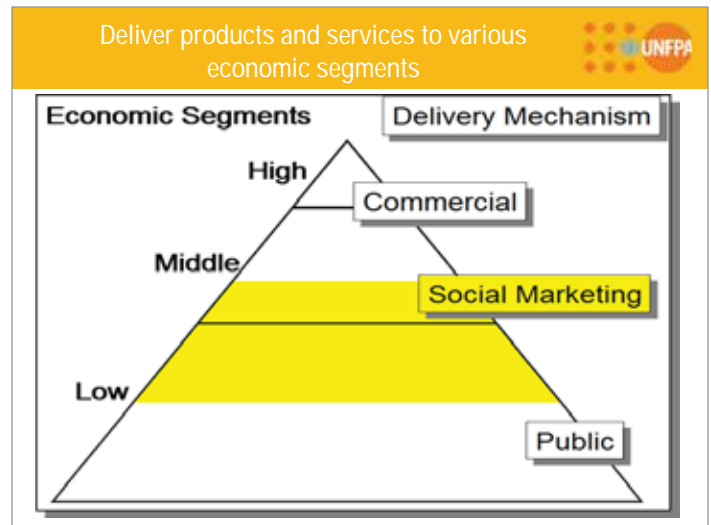 Deliver products and services to various
economic segments
UNFPA
Economic Segments
Delivery Mechanism
High
Commercial
Middle
Social Marketing
Low
Public